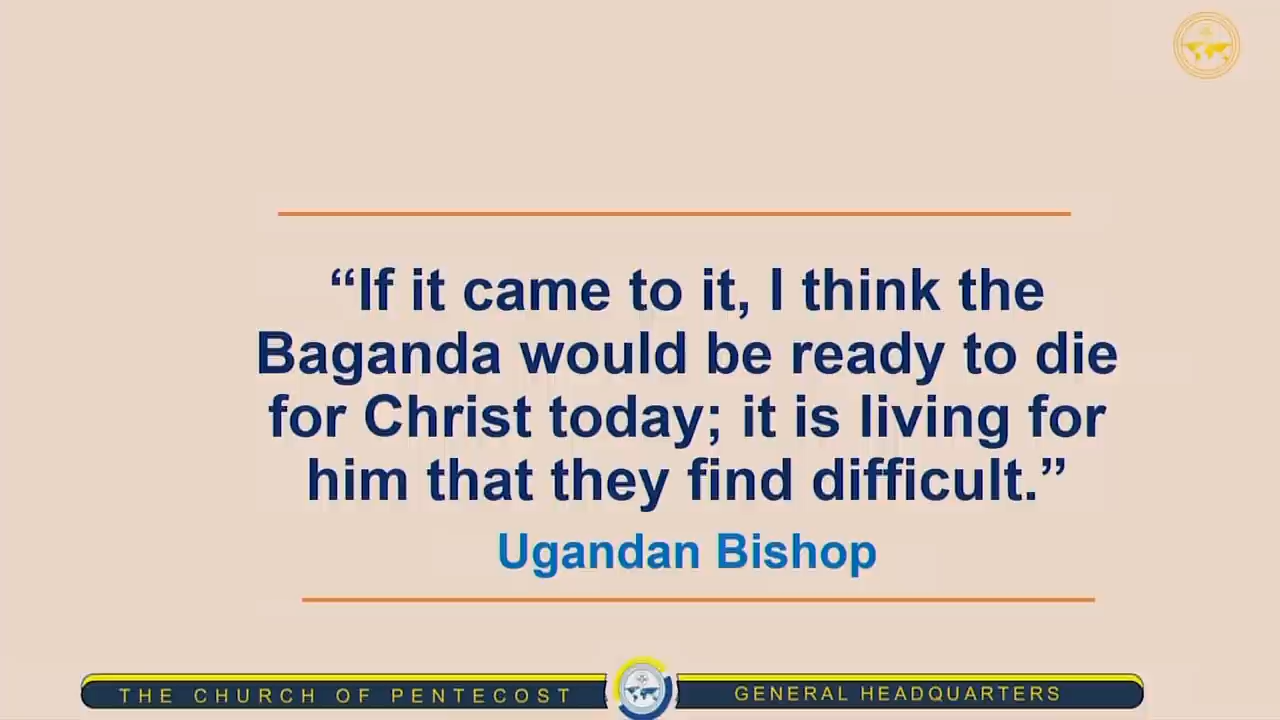 “If it came to it, I think the
Baganda would be ready to die
for Christ today; it is living for
him that they find difficult.”
Ugandan Bishop
THE CHURCH OF PENTECOST
GENERAL HEADQUARTERS